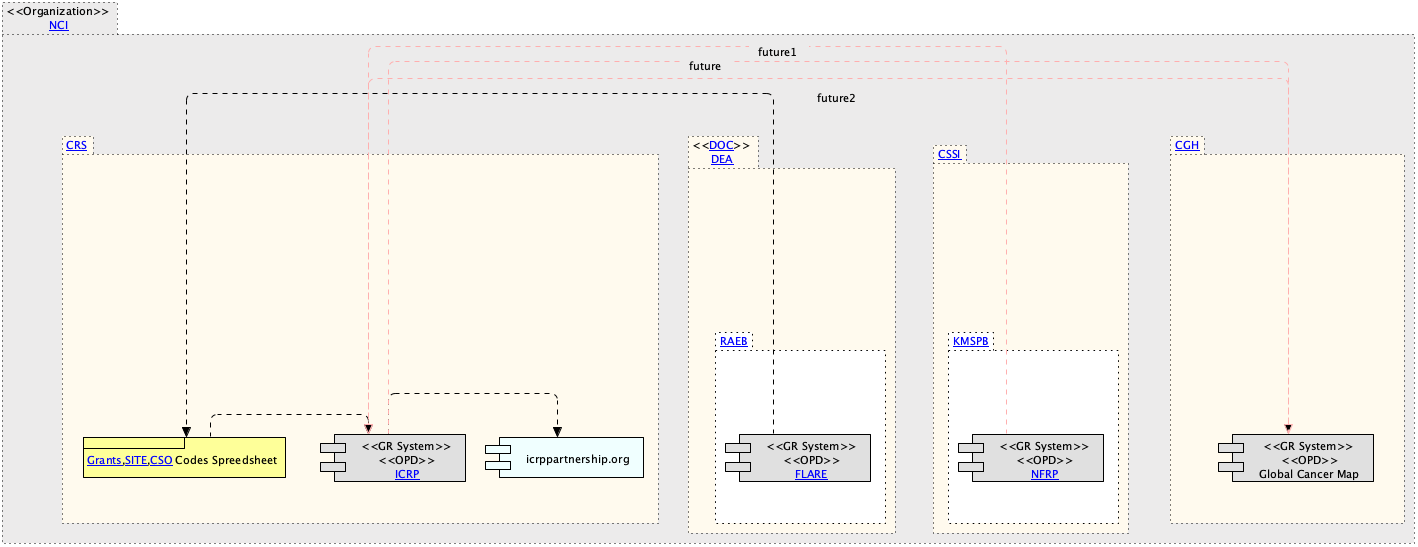 <<Organization>>
NCI
future1
future
future2
CRS
<<DOC>>
DEA
CSSI
CGH
RAEB
KMSPB
Grants,SITE,CSO Codes Spreedsheet
<<GR System>>
<<OPD>>
ICRP
icrppartnership.org
<<GR System>>
<<OPD>>
FLARE
<<GR System>>
<<OPD>>
NFRP
<<GR System>>
<<OPD>>
Global Cancer Map